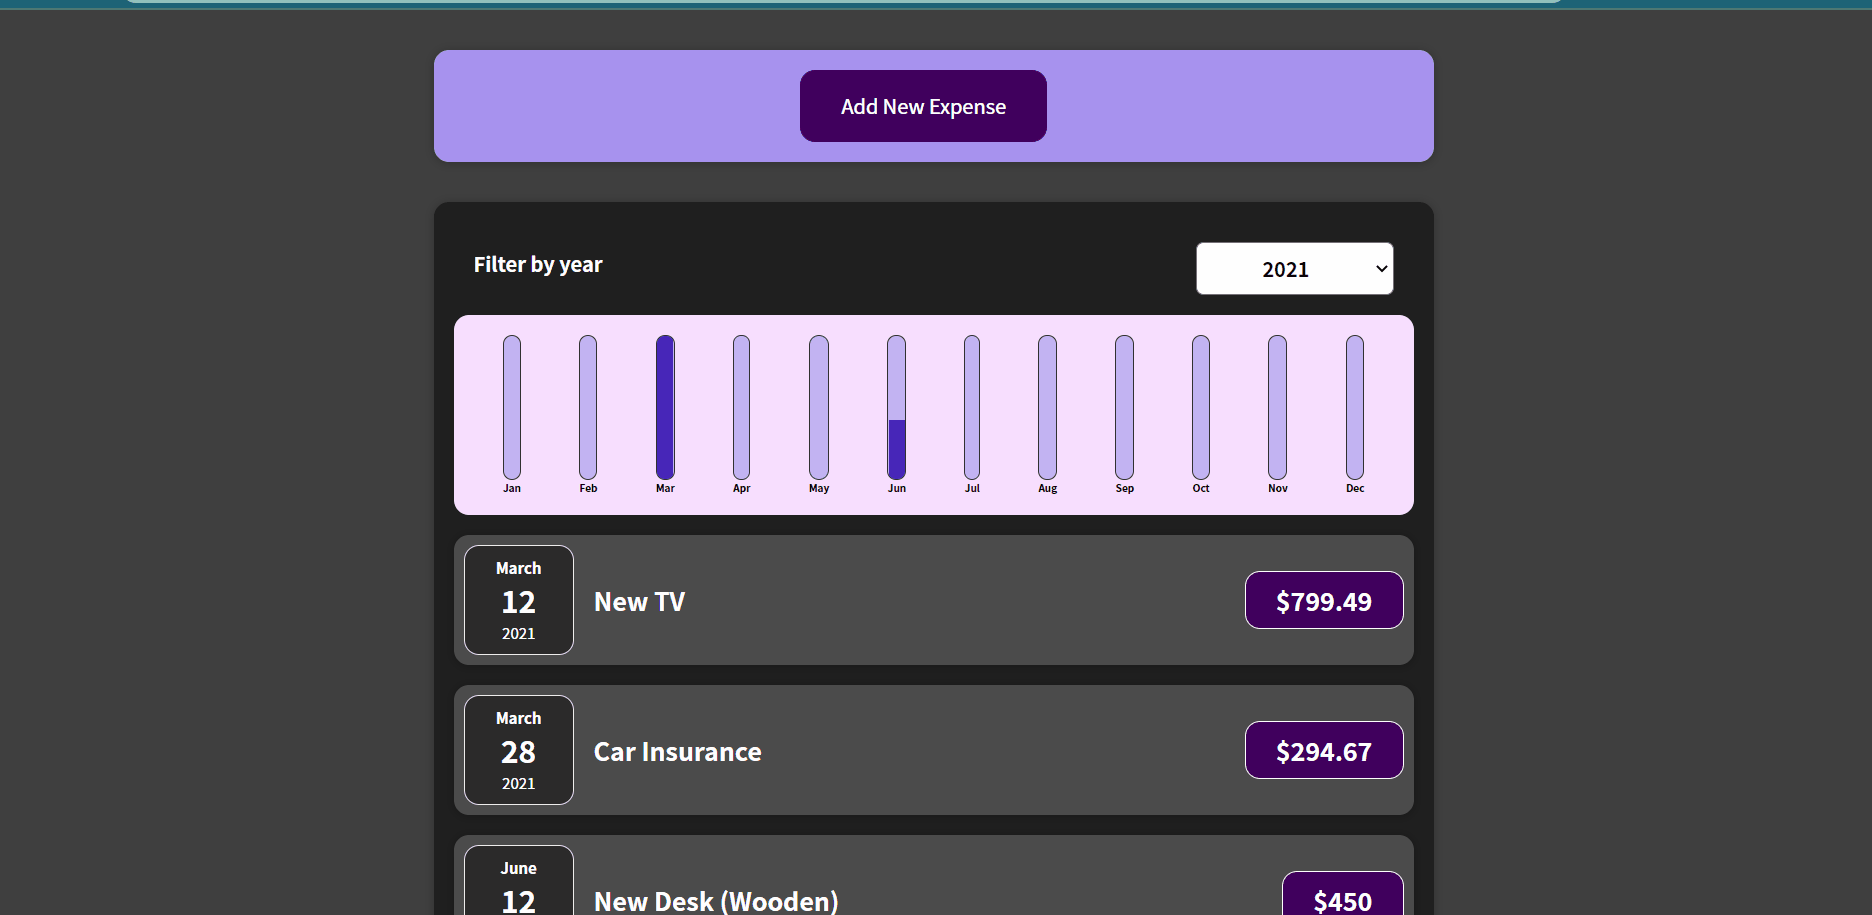 Add New Expense
Filter by year
2021
Jan Feb Mar Apr May Jun Jul Aug Sep Oct Nov Dec
March
12
2021
New TV
$799.49
March
28
2021
Car Insurance
$294.67
June
12
New Desk (Wooden)
$450